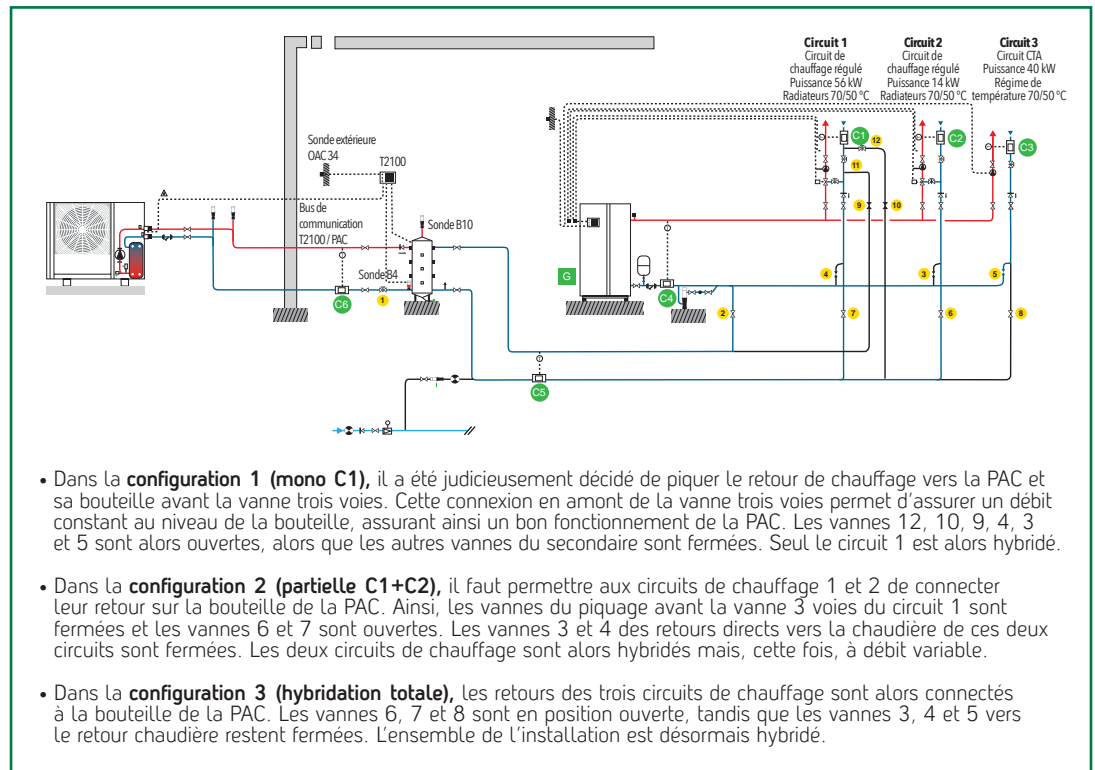 Circuit 1
Circuit de
chauffage régulé
Puissance 56 kW
Radiateurs 70/50 °C
Circuit 2
Circuit de
chauffage régulé
Puissance 14 kW
Radiateurs 70/50 °C
Circuit 3
Circuit CTA
Puissance 40 kW
Régime de
température 70/50 °C
Sonde extérieure
OAC 34
T2100
Bus de
communication
T2100 / PAC
Sonde B10
Sonde B4
C1
C2
C3
12
11
9
10
G
4
3
5
C4
C6
1
2
7
6
8
C5
• Dans la configuration 1 (mono C1), il a été judicieusement décidé de piquer le retour de chauffage vers la PAC et
sa bouteille avant la vanne trois voies. Cette connexion en amont de la vanne trois voies permet d'assurer un débit
constant au niveau de la bouteille, assurant ainsi un bon fonctionnement de la PAC. Les vannes 12, 10, 9, 4, 3
et 5 sont alors ouvertes, alors que les autres vannes du secondaire sont fermées. Seul le circuit 1 est alors hybridé.
• Dans la configuration 2 (partielle C1+C2), il faut permettre aux circuits de chauffage 1 et 2 de connecter
leur retour sur la bouteille de la PAC. Ainsi, les vannes du piquage avant la vanne 3 voies du circuit 1 sont
fermées et les vannes 6 et 7 sont ouvertes. Les vannes 3 et 4 des retours directs vers la chaudière de ces deux
circuits sont fermées. Les deux circuits de chauffage sont alors hybridés mais, cette fois, à débit variable.
• Dans la configuration 3 (hybridation totale), les retours des trois circuits de chauffage sont alors connectés
à la bouteille de la PAC. Les vannes 6, 7 et 8 sont en position ouverte, tandis que les vannes 3, 4 et 5 vers
le retour chaudière restent fermées. L'ensemble de l'installation est désormais hybridé.